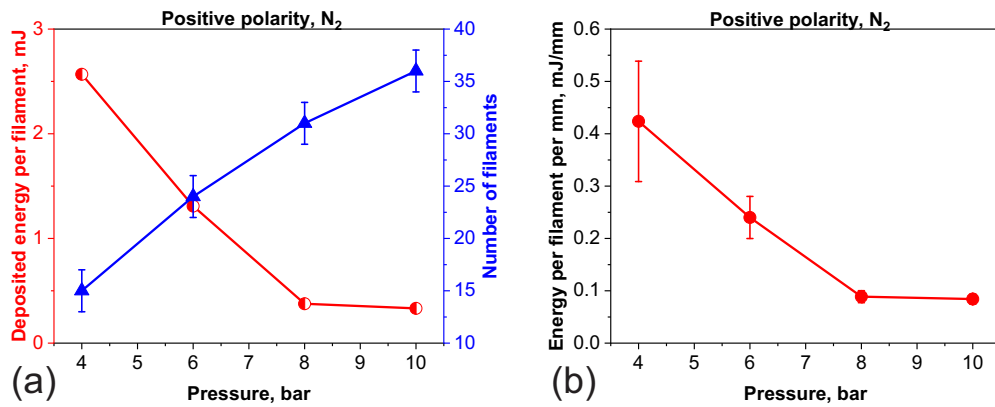 Positive polarity, N₂
Deposited energy per filament, mJ
3
2
1
0
Number of filaments
40
35
30
25
20
15
10
4 5 6 7 8 9 10
Pressure, bar
(a)
Positive polarity, N₂
Energy per filament per mm, mJ/mm
0.6
0.5
0.4
0.3
0.2
0.1
0.0
4 5 6 7 8 9 10
Pressure, bar
(b)